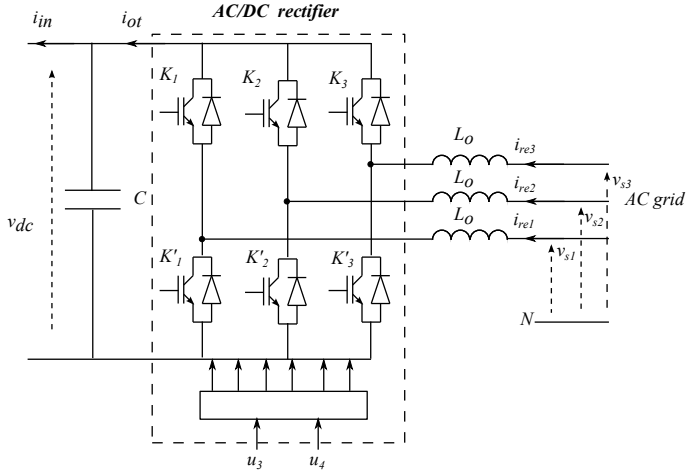 AC/DC rectifier
i_in
i_ot
K_1
K_2
K_3
L_O
i_re3
L_O
i_re2
v_s3
AC grid
C
L_O
i_re1
v_s2
v_dc
v_s1
K'_1
K'_2
K'_3
N
u_3
u_4